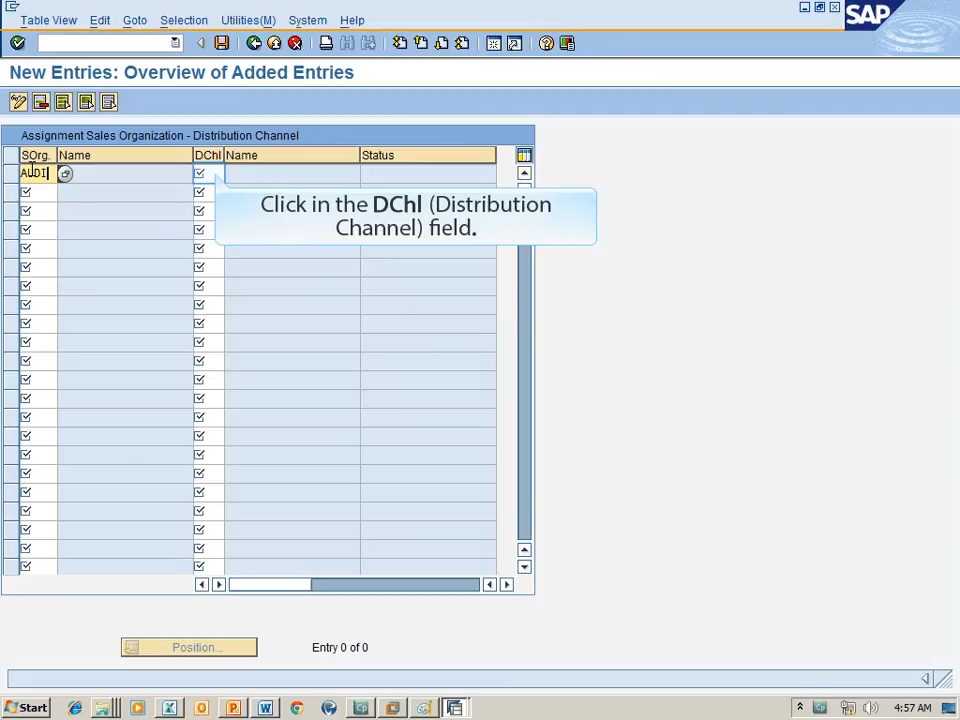 Table View Edit Goto Selection Utilities(M) System Help
SAP
New Entries: Overview of Added Entries
Assignment Sales Organization - Distribution Channel
SOrg. Name DChl Name Status
AUDI
Click in the DChl (Distribution
Channel) field.
Position... Entry 0 of 0
Start 4:57 AM